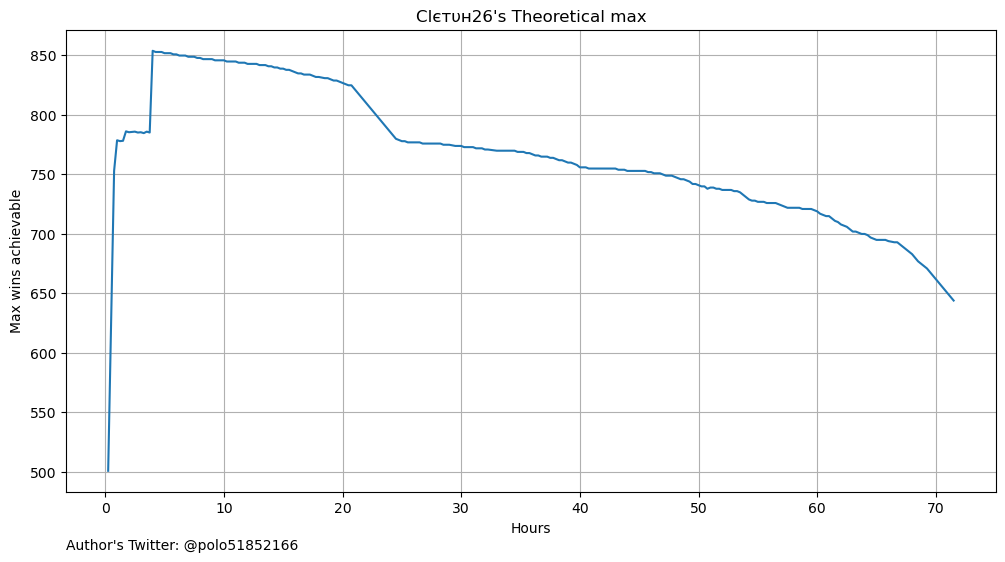 Clєтυн26's Theoretical max
Max wins achievable
850
800
750
700
650
600
550
500
0 10 20 30 40 50 60 70
Hours
Author's Twitter: @polo51852166